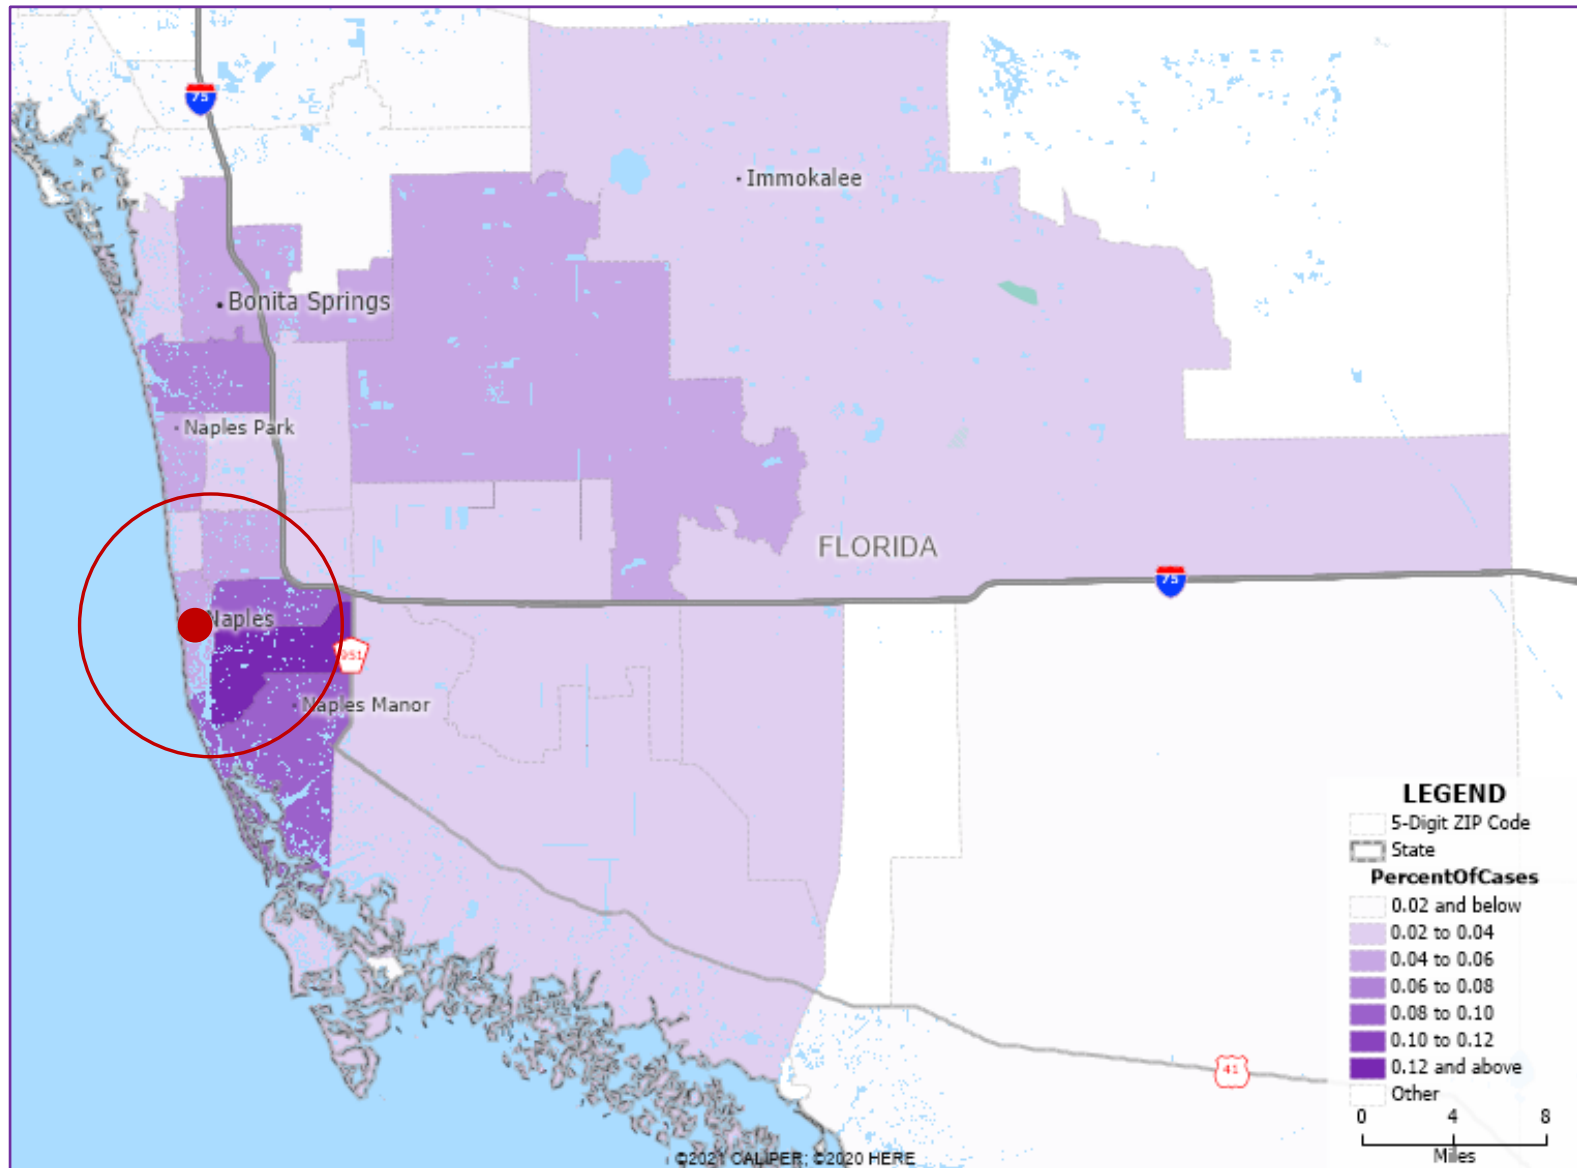 75
Immokalee
Bonita Springs
Naples Park
FLORIDA
75
Naples
951
Naples Manor
LEGEND
5-Digit ZIP Code
State
PercentOfCases
0.02 and below
0.02 to 0.04
0.04 to 0.06
0.06 to 0.08
0.08 to 0.10
0.10 to 0.12
0.12 and above
Other
0 4 8
Miles
41
©2021 CALIPER; ©2020 HERE